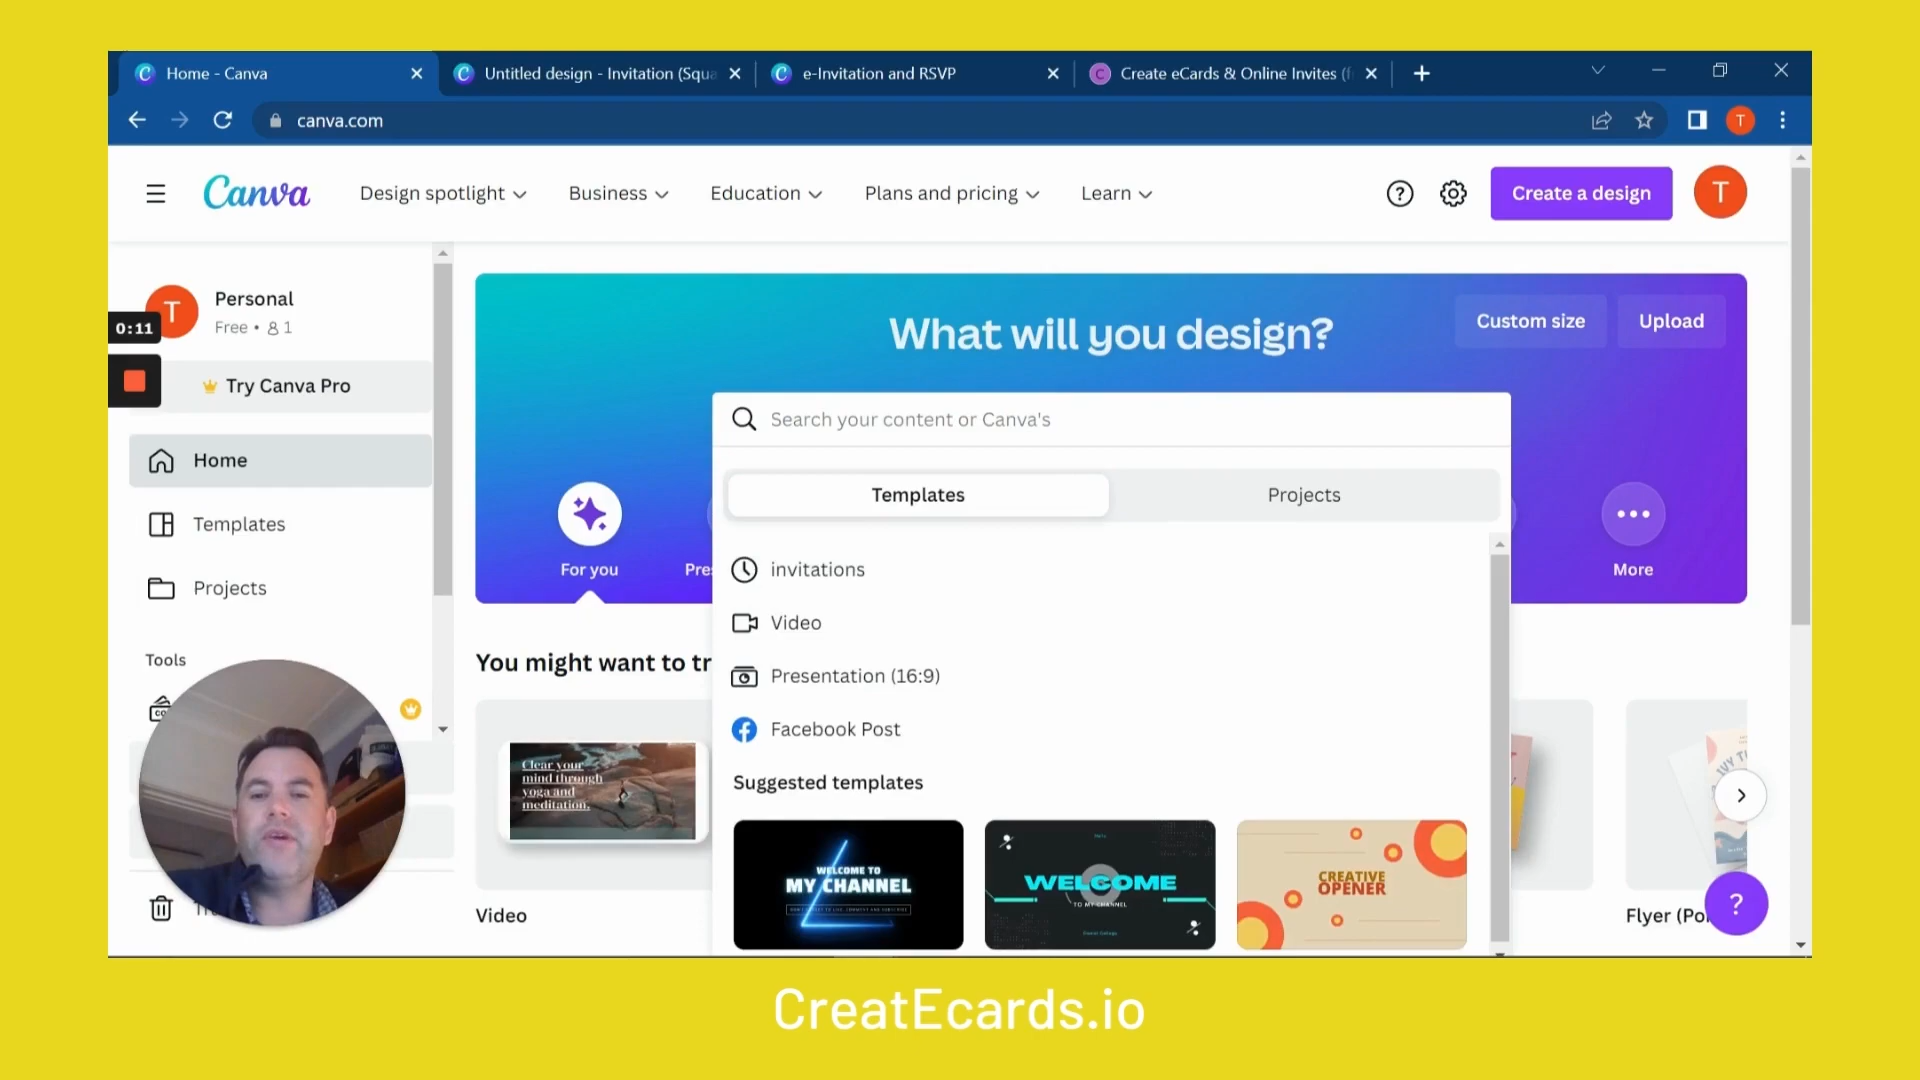 Home - Canva
Untitled design - Invitation (Squa
e-Invitation and RSVP
Create eCards & Online Invites (f
canva.com
T
Canva
Design spotlight
Business
Education
Plans and pricing
Learn
?
Create a design
T
T
Personal
Free • 1
0:11
Try Canva Pro
Home
Templates
Projects
Tools
What will you design?
Custom size
Upload
Search your content or Canva's
Templates
Projects
For you
Pres
More
invitations
Video
Presentation (16:9)
Facebook Post
Suggested templates
You might want to tr
Clear your
mind through
yoga and
meditation.
WELCOME TO
MY CHANNEL
WELCOME
TO MY CHANNEL
CREATIVE
OPENER
Video
Flyer (Po
?
CreatEcards.io